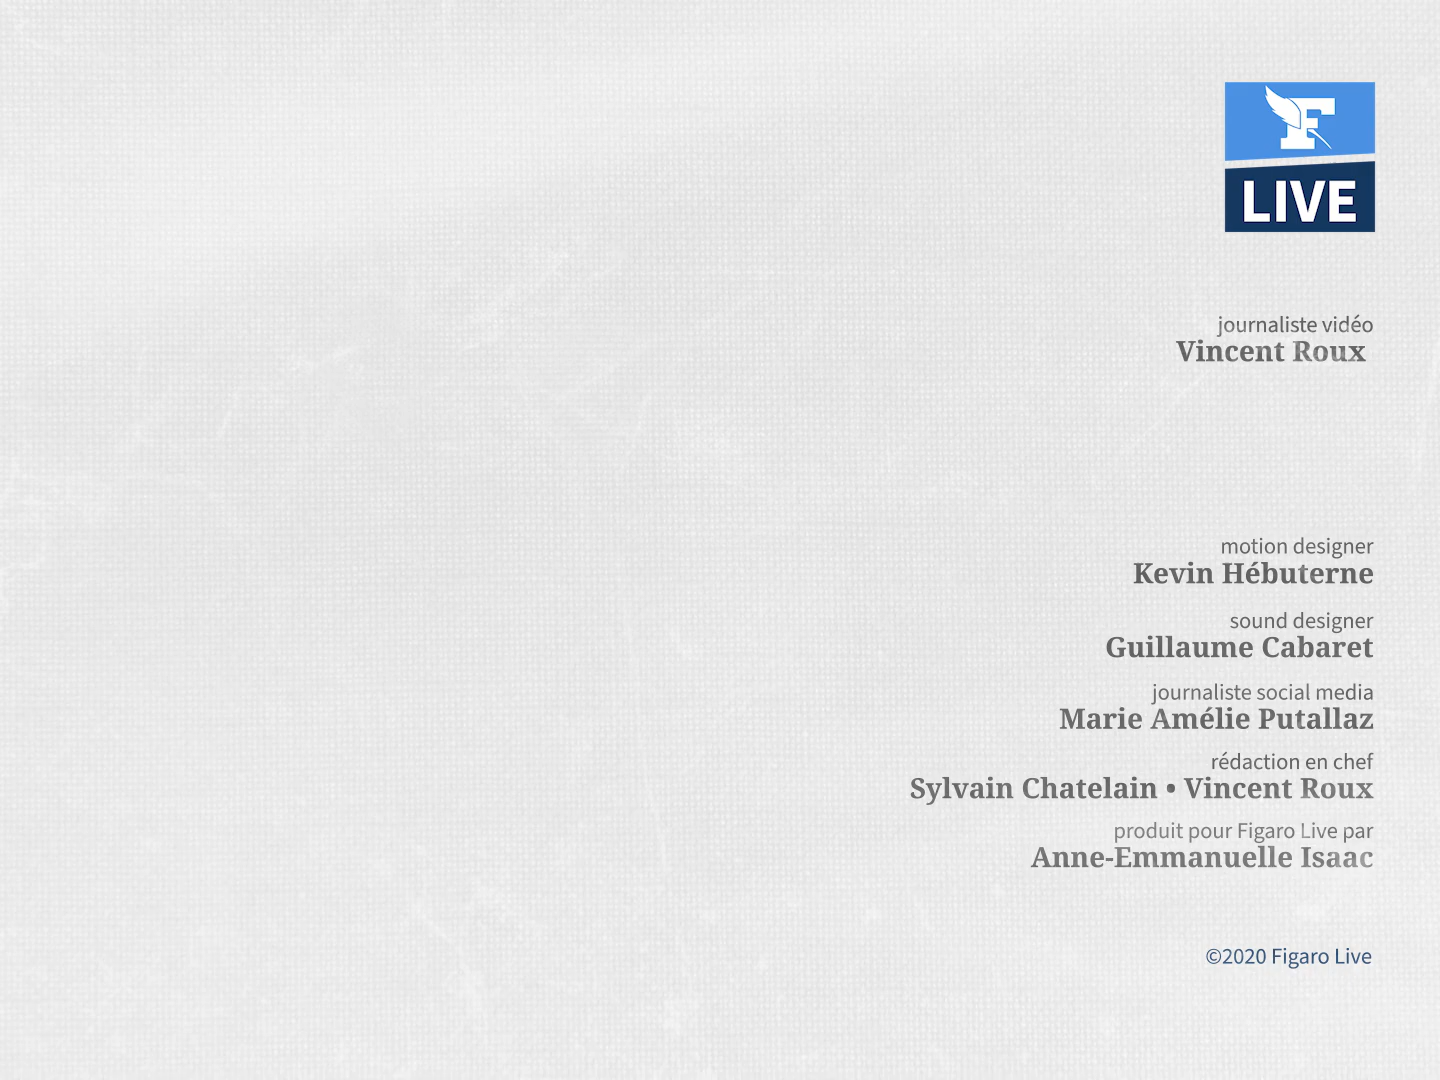 F
LIVE
journaliste vidéo
Vincent Roux
motion designer
Kevin Hébuterne
sound designer
Guillaume Cabaret
journaliste social media
Marie Amélie Putallaz
rédaction en chef
Sylvain Chatelain • Vincent Roux
produit pour Figaro Live par
Anne-Emmanuelle Isaac
©2020 Figaro Live